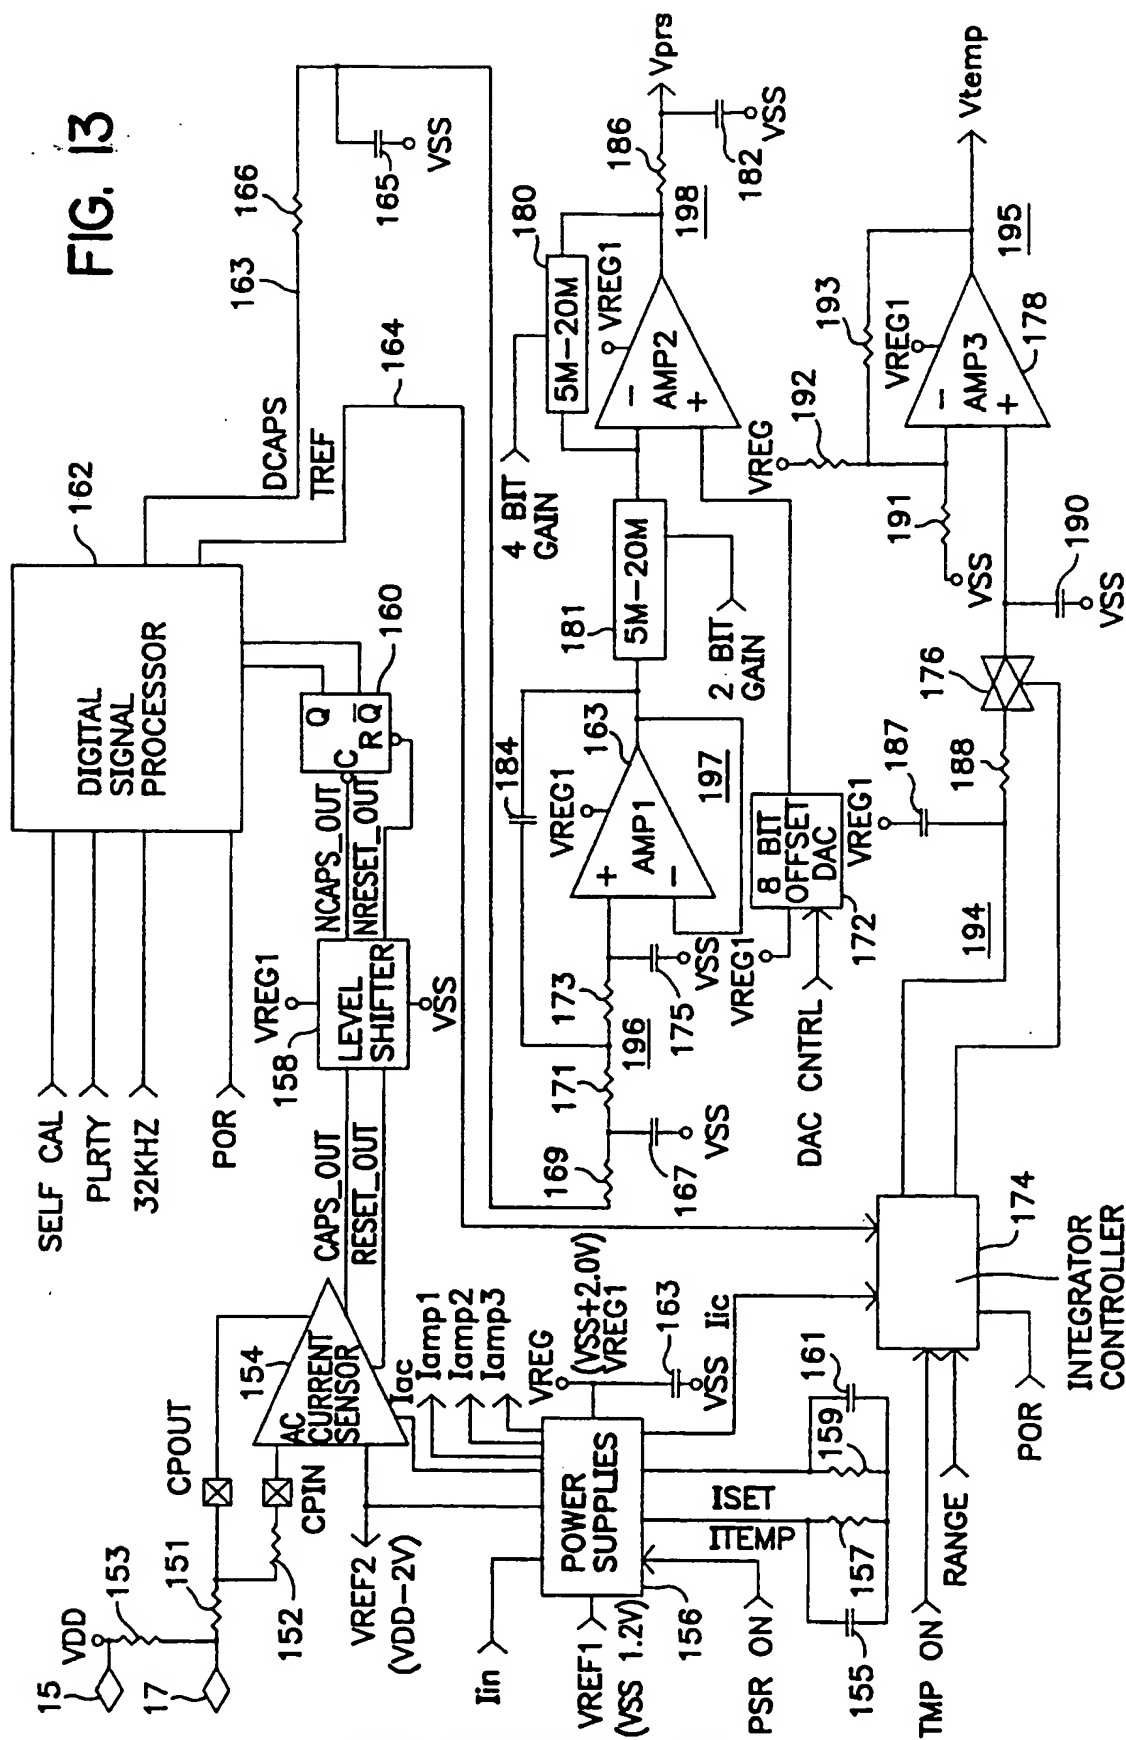 FIG. 13
SELF CAL
PLRTY
32KHZ
POR
DIGITAL
SIGNAL
PROCESSOR
162
DCAPS
TREF
163
166
164
165
VSS
15
VDD
153
17
151
152
CPOUT
CPIN
154
AC
CURRENT
SENSOR
CAPS_OUT
RESET_OUT
VREG1
158
LEVEL
SHIFTER
VSS
NCAPS_OUT
NRESET_OUT
Q
C
R
Q̅
160
VREF2
(VDD-2V)
Iac
Iamp1
Iamp2
Iamp3
VREG
(VSS+2.0V)
VREG1
163
VSS
Iic
Iin
POWER
SUPPLIES
VREF1
(VSS 1.2V)
156
PSR ON
ISET
ITEMP
155
157
159
161
169
167
VSS
171
196
173
175
VSS
184
VREG1
163
+
AMP1
-
197
181
5M-20M
2 BIT
GAIN
4 BIT
GAIN
180
5M-20M
VREG1
-
AMP2
+
198
186
Vprs
182
VSS
DAC CNTRL
VREG1
8 BIT
OFFSET
DAC
172
TMP ON
RANGE
POR
INTEGRATOR
CONTROLLER
174
194
VREG1
187
188
176
190
VSS
191
VSS
VREG
192
193
VREG1
-
AMP3
+
178
195
Vtemp